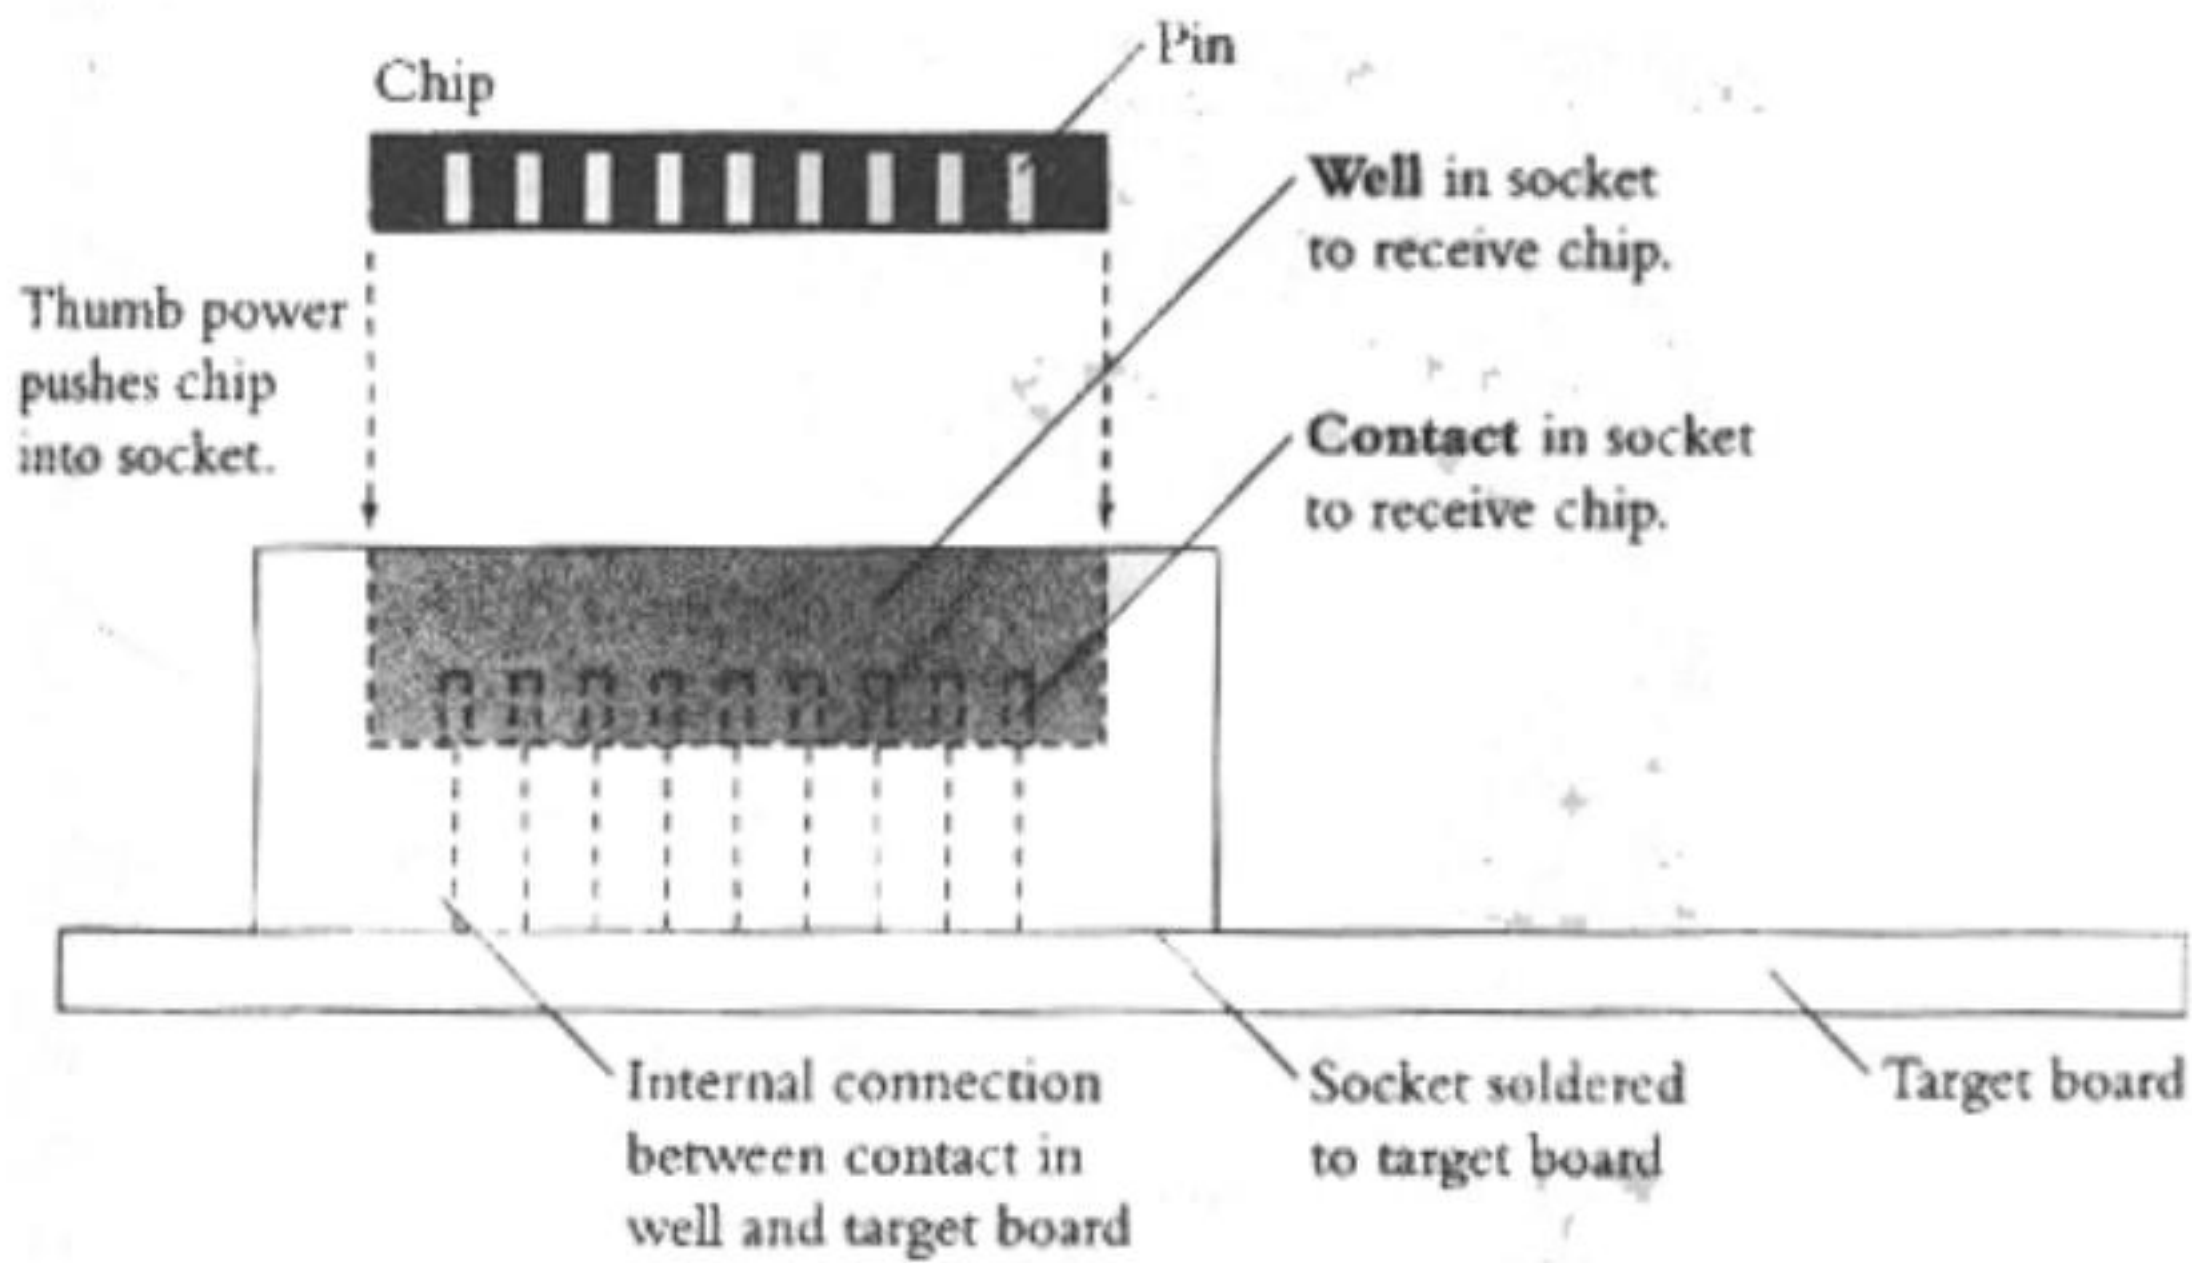 Pin
Chip
Well in socket
to receive chip.
Thumb power
pushes chip
into socket.
Contact in socket
to receive chip.
Internal connection
between contact in
well and target board
Socket soldered
to target board
Target board